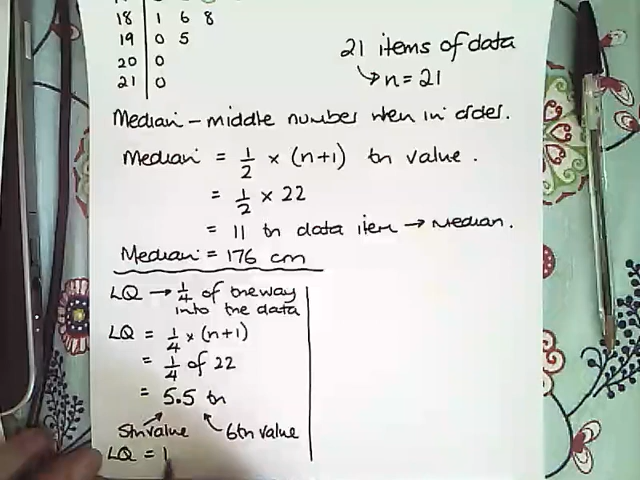 18 | 1 6 8
19 | 0 5
20 | 0
21 | 0
21 items of data
↳ n = 21
Median - middle number when in order.
Median = 1/2 × (n+1) th value.
= 1/2 × 22
= 11 th data item → Median.
Median = 176 cm
LQ → 1/4 of the way
into the data
LQ = 1/4 × (n+1)
= 1/4 of 22
= 5.5 th
5th value 6th value
LQ = 1